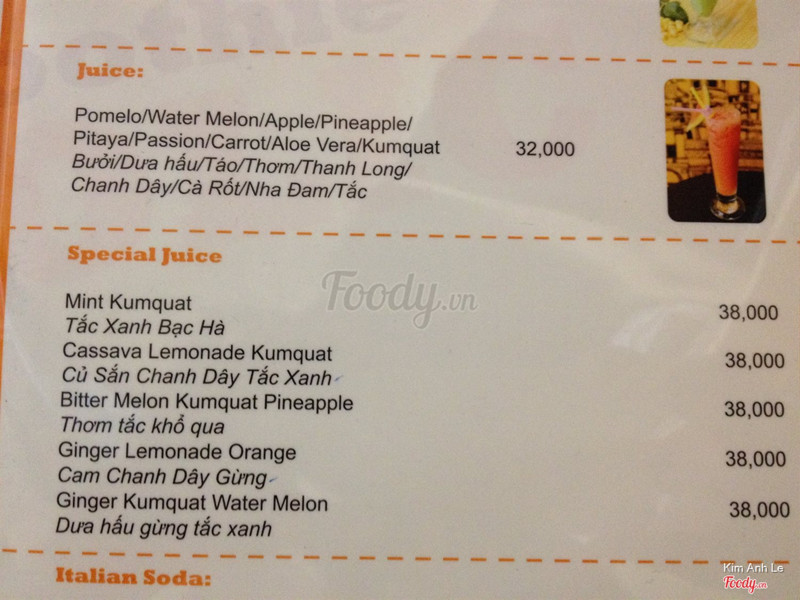 Juice:
Pomelo/Water Melon/Apple/Pineapple/
Pitaya/Passion/Carrot/Aloe Vera/Kumquat 32,000
Bưởi/Dưa hấu/Táo/Thơm/Thanh Long/
Chanh Dây/Cà Rốt/Nha Đam/Tắc
Special Juice
Foody.vn
Mint Kumquat 38,000
Tắc Xanh Bạc Hà
Cassava Lemonade Kumquat 38,000
Củ Sắn Chanh Dây Tắc Xanh
Bitter Melon Kumquat Pineapple 38,000
Thơm tắc khổ qua
Ginger Lemonade Orange 38,000
Cam Chanh Dây Gừng
Ginger Kumquat Water Melon 38,000
Dưa hấu gừng tắc xanh
Italian Soda:
Kim Anh Le
Foody.vn